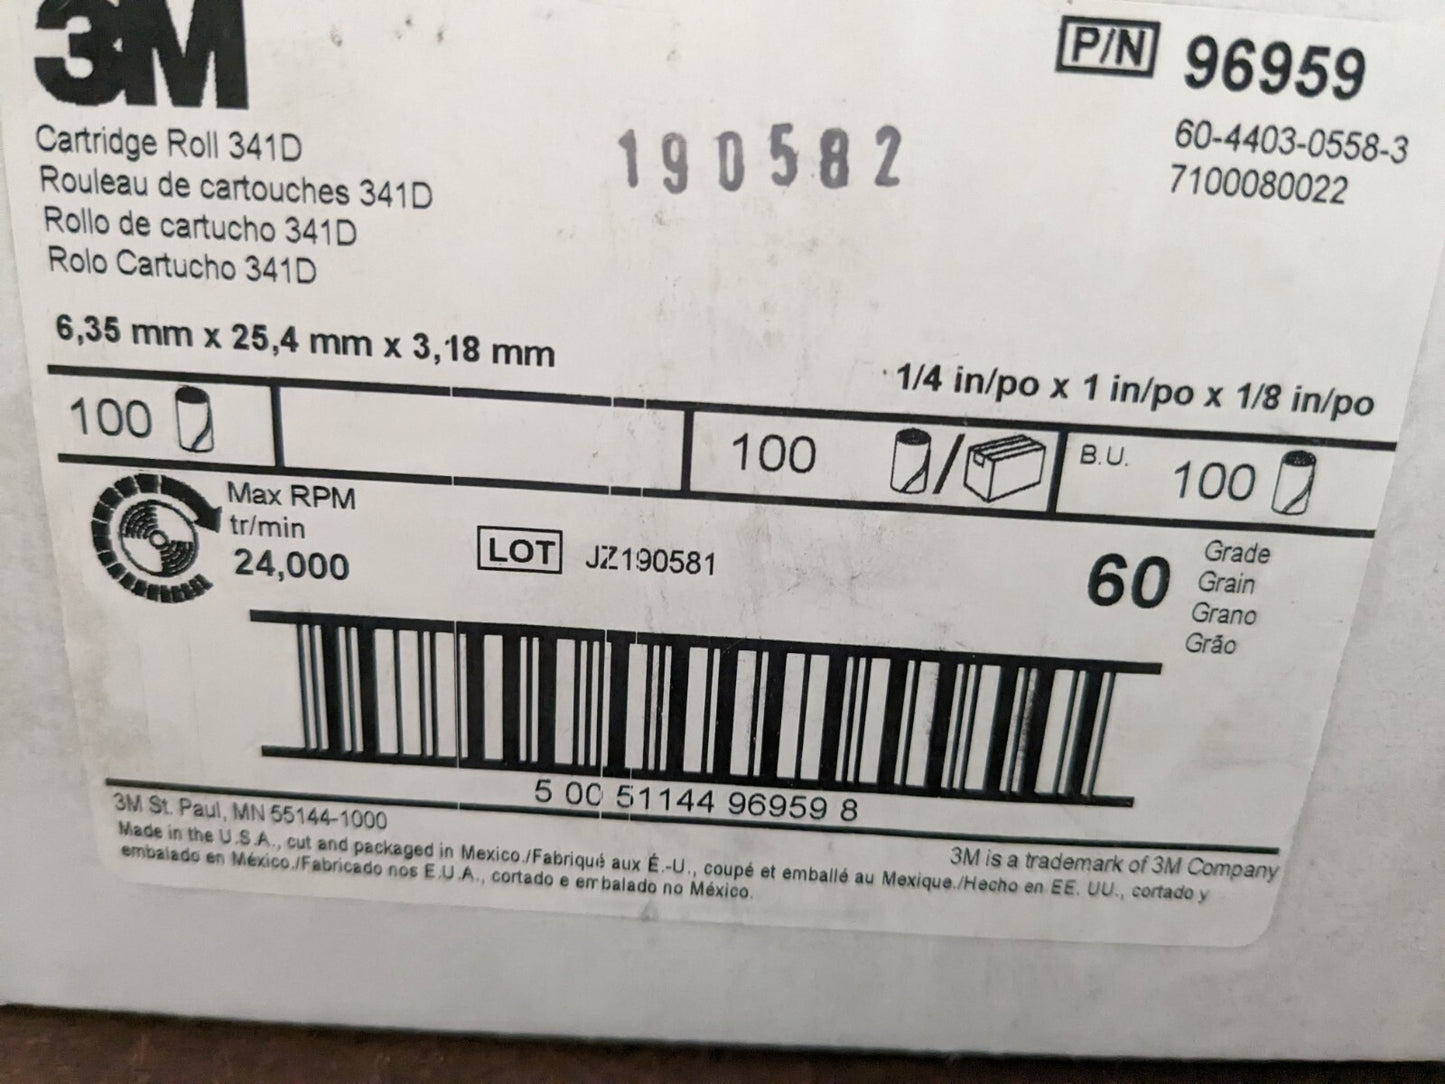 3M
P/N 96959
60-4403-0558-3
7100080022
190582
Cartridge Roll 341D
Rouleau de cartouches 341D
Rollo de cartucho 341D
Rolo Cartucho 341D
6,35 mm x 25,4 mm x 3,18 mm
1/4 in/po x 1 in/po x 1/8 in/po
100
100 /
B.U. 100
Max RPM
tr/min
24,000
LOT JZ190581
60
Grade
Grain
Grano
Grão
5 00 51144 96959 8
3M St. Paul, MN 55144-1000
3M is a trademark of 3M Company
Made in the U.S.A., cut and packaged in Mexico./Fabriqué aux É.-U., coupé et emballé au Mexique./Hecho en EE. UU., cortado y
embalado en México./Fabricado nos E.U.A., cortado e embalado no México.